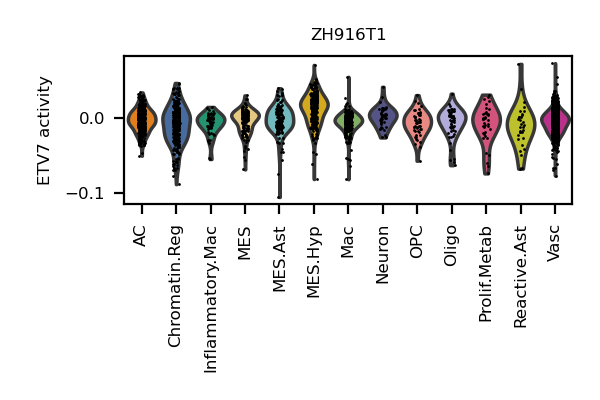 ZH916T1
ETV7 activity
0.0
−0.1
AC
Chromatin.Reg
Inflammatory.Mac
MES
MES.Ast
MES.Hyp
Mac
Neuron
OPC
Oligo
Prolif.Metab
Reactive.Ast
Vasc